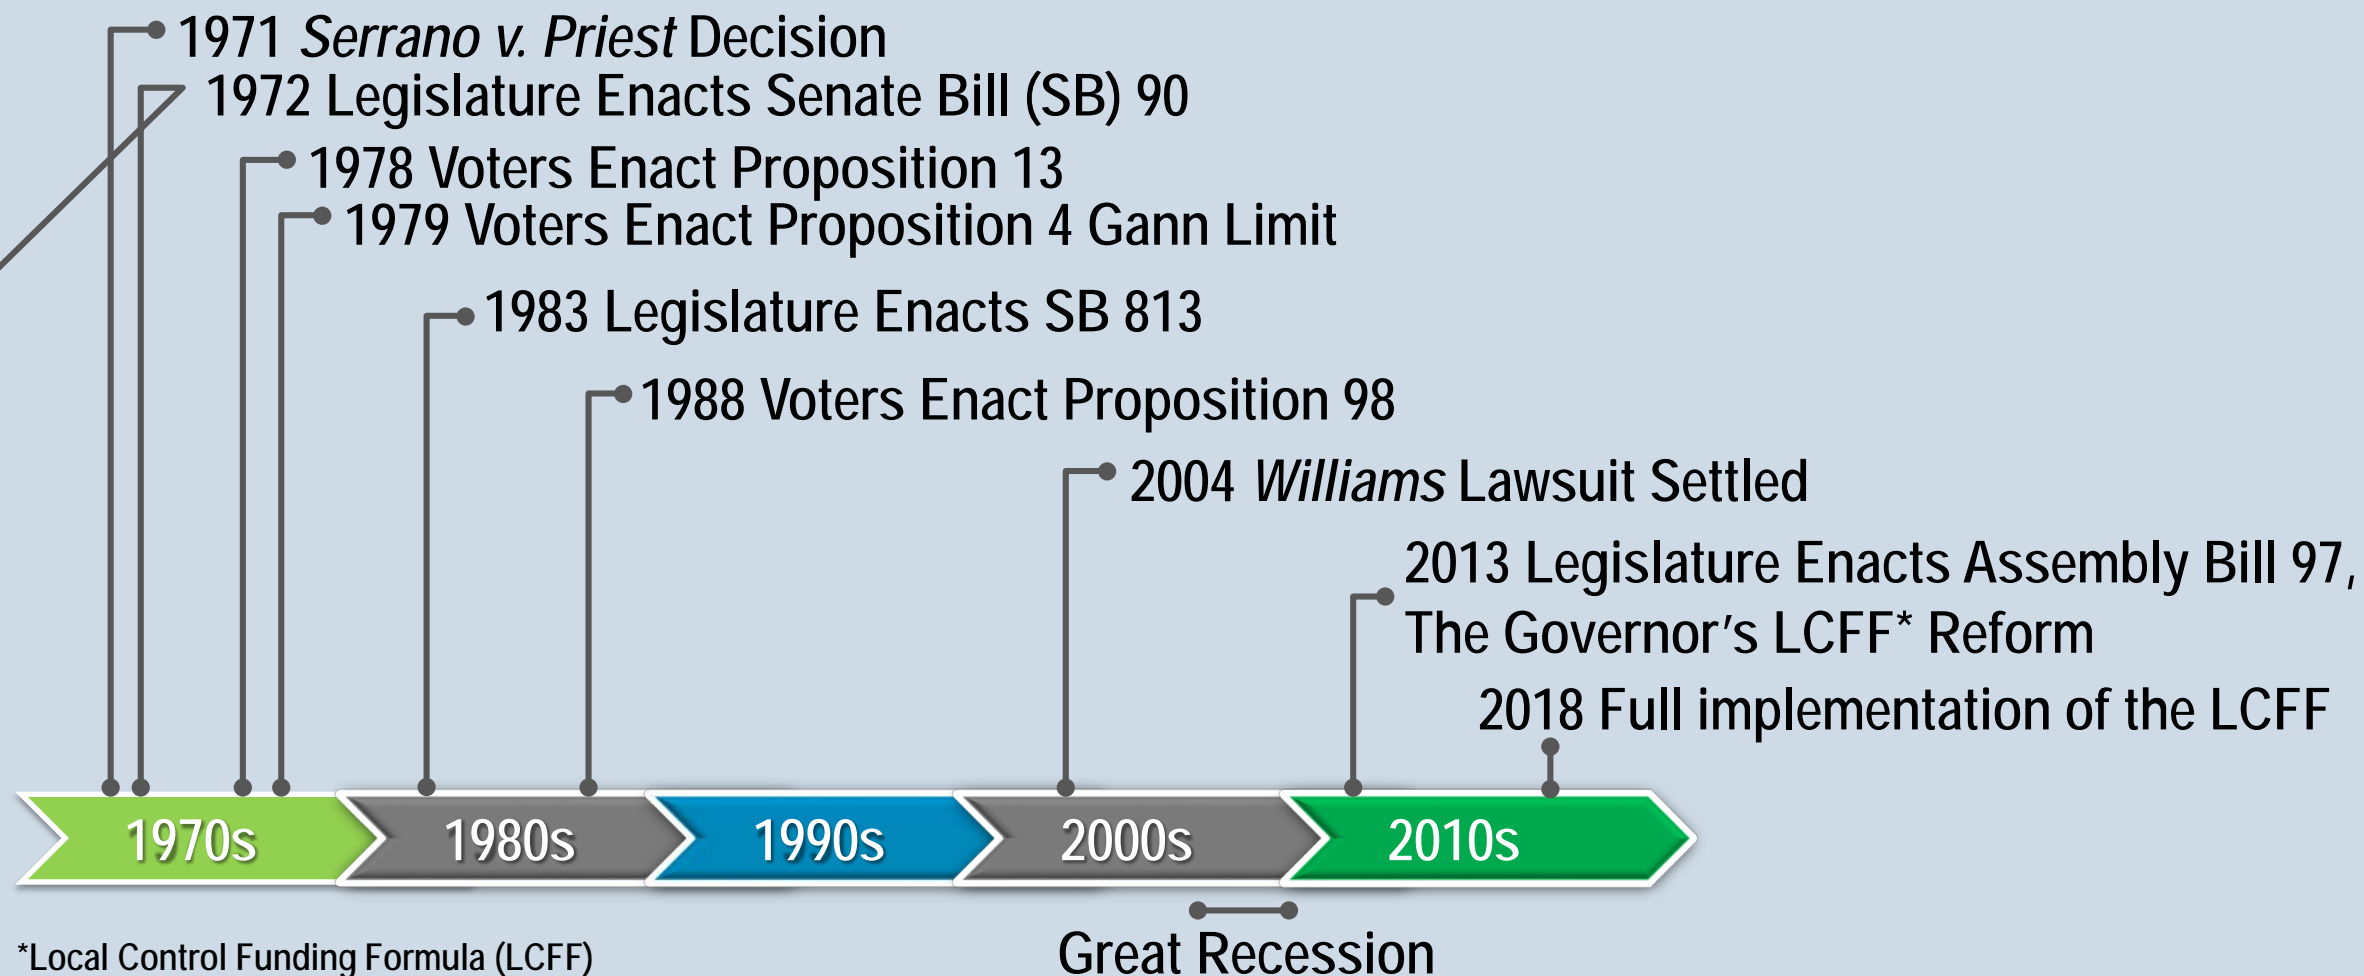 1971 Serrano v. Priest Decision
1972 Legislature Enacts Senate Bill (SB) 90
1978 Voters Enact Proposition 13
1979 Voters Enact Proposition 4 Gann Limit
1983 Legislature Enacts SB 813
1988 Voters Enact Proposition 98
2004 Williams Lawsuit Settled
2013 Legislature Enacts Assembly Bill 97,
The Governor’s LCFF* Reform
2018 Full implementation of the LCFF
1970s
1980s
1990s
2000s
2010s
Great Recession
*Local Control Funding Formula (LCFF)